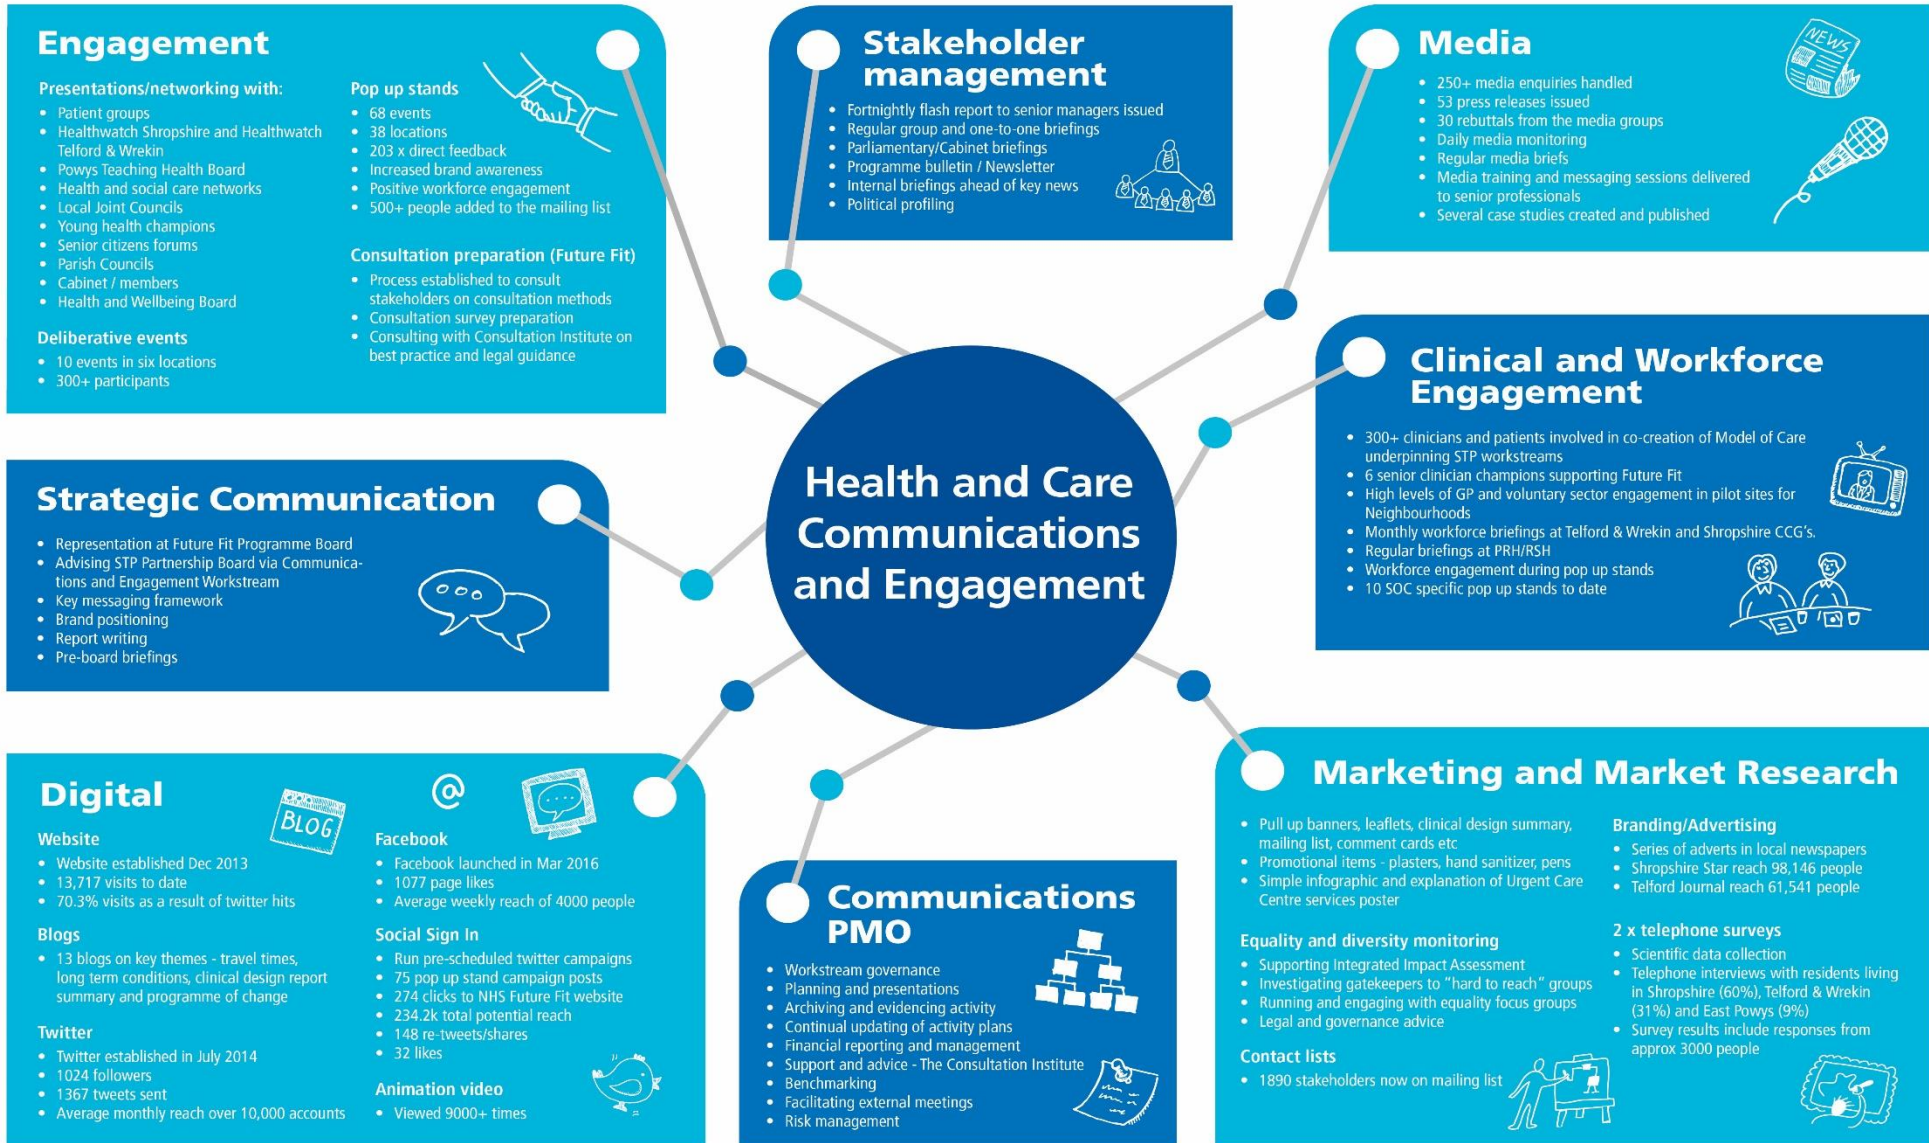 Engagement
Presentations/networking with:
• Patient groups
• Healthwatch Shropshire and Healthwatch
Telford & Wrekin
• Powys Teaching Health Board
• Health and social care networks
• Local Joint Councils
• Young health champions
• Senior citizens forums
• Parish Councils
• Cabinet / members
• Health and Wellbeing Board
Deliberative events
• 10 events in six locations
• 300+ participants
Pop up stands
• 68 events
• 38 locations
• 203 x direct feedback
• Increased brand awareness
• Positive workforce engagement
• 500+ people added to the mailing list
Consultation preparation (Future Fit)
• Process established to consult
stakeholders on consultation methods
• Consultation survey preparation
• Consulting with Consultation Institute on
best practice and legal guidance
Stakeholder
management
• Fortnightly flash report to senior managers issued
• Regular group and one-to-one briefings
• Parliamentary/Cabinet briefings
• Programme bulletin / Newsletter
• Internal briefings ahead of key news
• Political profiling
Media
• 250+ media enquiries handled
• 53 press releases issued
• 30 rebuttals from the media groups
• Daily media monitoring
• Regular media briefs
• Media training and messaging sessions delivered
to senior professionals
• Several case studies created and published
NEWS
Clinical and Workforce
Engagement
• 300+ clinicians and patients involved in co-creation of Model of Care
underpinning STP workstreams
• 6 senior clinician champions supporting Future Fit
• High levels of GP and voluntary sector engagement in pilot sites for
Neighbourhoods
• Monthly workforce briefings at Telford & Wrekin and Shropshire CCG's.
• Regular briefings at PRH/RSH
• Workforce engagement during pop up stands
• 10 SOC specific pop up stands to date
Health and Care
Communications
and Engagement
Strategic Communication
• Representation at Future Fit Programme Board
• Advising STP Partnership Board via Communica-
tions and Engagement Workstream
• Key messaging framework
• Brand positioning
• Report writing
• Pre-board briefings
Digital
BLOG
@
Website
• Website established Dec 2013
• 13,717 visits to date
• 70.3% visits as a result of twitter hits
Blogs
• 13 blogs on key themes - travel times,
long term conditions, clinical design report
summary and programme of change
Twitter
• Twitter established in July 2014
• 1024 followers
• 1367 tweets sent
• Average monthly reach over 10,000 accounts
Facebook
• Facebook launched in Mar 2016
• 1077 page likes
• Average weekly reach of 4000 people
Social Sign In
• Run pre-scheduled twitter campaigns
• 75 pop up stand campaign posts
• 274 clicks to NHS Future Fit website
• 234.2k total potential reach
• 148 re-tweets/shares
• 32 likes
Animation video
• Viewed 9000+ times
Communications
PMO
• Workstream governance
• Planning and presentations
• Archiving and evidencing activity
• Continual updating of activity plans
• Financial reporting and management
• Support and advice - The Consultation Institute
• Benchmarking
• Facilitating external meetings
• Risk management
Marketing and Market Research
• Pull up banners, leaflets, clinical design summary,
mailing list, comment cards etc
• Promotional items - plasters, hand sanitizer, pens
• Simple infographic and explanation of Urgent Care
Centre services poster
Equality and diversity monitoring
• Supporting Integrated Impact Assessment
• Investigating gatekeepers to "hard to reach" groups
• Running and engaging with equality focus groups
• Legal and governance advice
Contact lists
• 1890 stakeholders now on mailing list
Branding/Advertising
• Series of adverts in local newspapers
• Shropshire Star reach 98,146 people
• Telford Journal reach 61,541 people
2 x telephone surveys
• Scientific data collection
• Telephone interviews with residents living
in Shropshire (60%), Telford & Wrekin
(31%) and East Powys (9%)
• Survey results include responses from
approx 3000 people